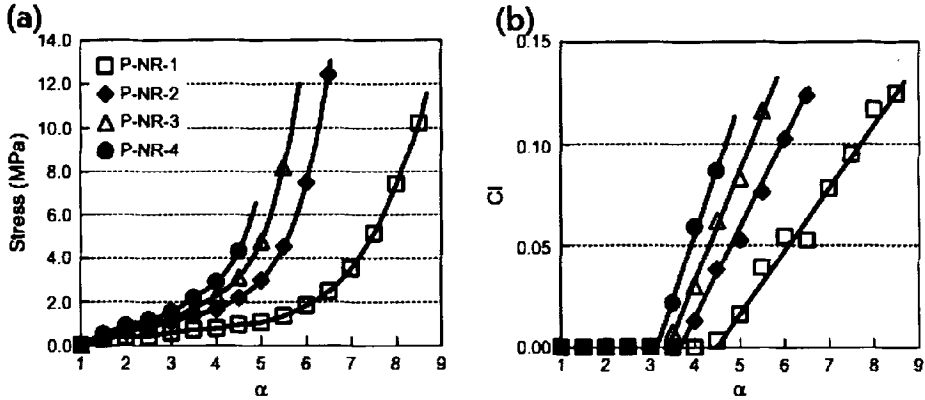 (a)
14.0
12.0
10.0
8.0
6.0
4.0
2.0
0.0
Stress (MPa)
P-NR-1
P-NR-2
P-NR-3
P-NR-4
1 2 3 4 5 6 7 8 9
α
(b)
0.15
0.10
0.05
0.00
CI
1 2 3 4 5 6 7 8 9
α